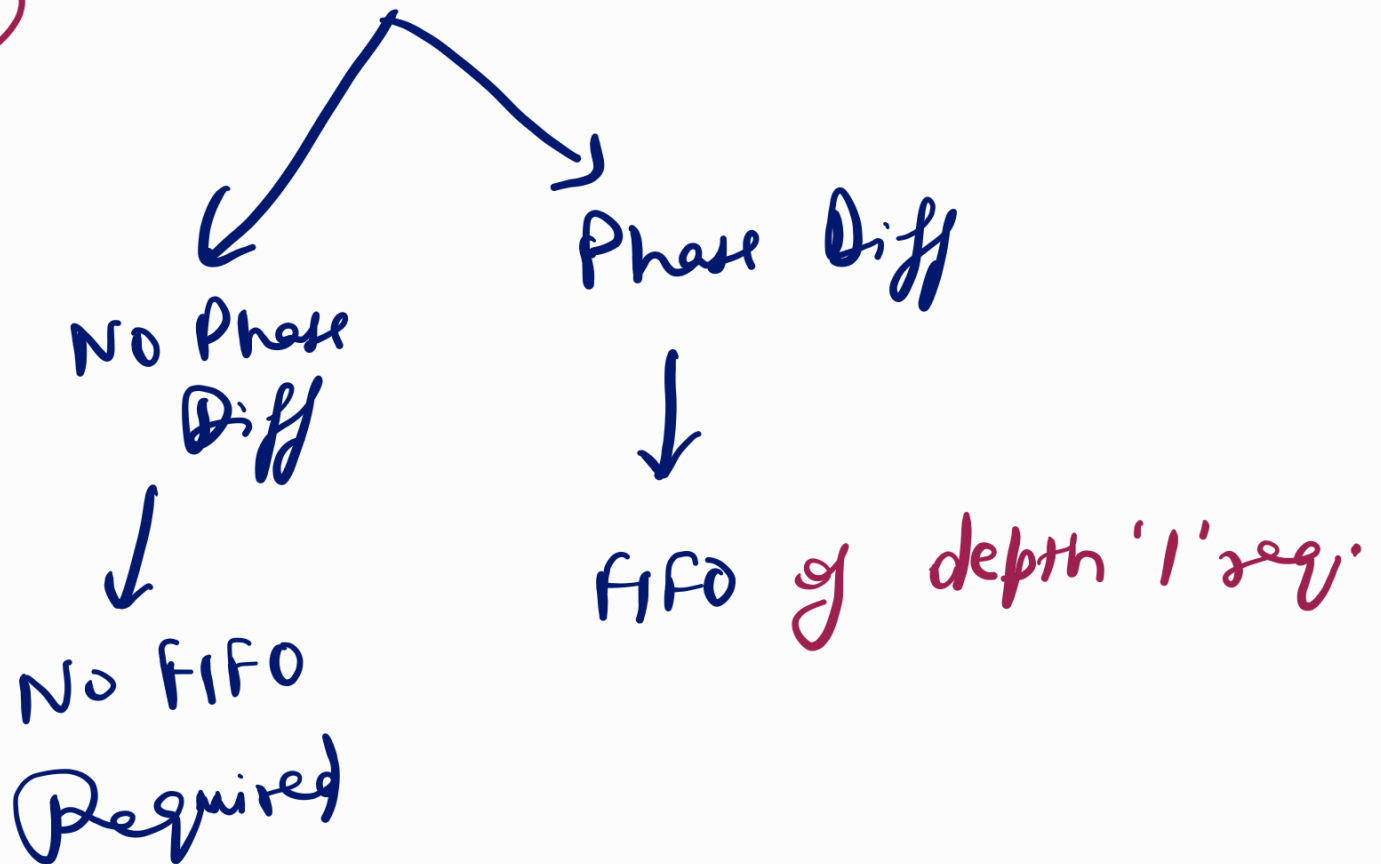 No Phase
Diff
Phase Diff
No FIFO
Required
FIFO of depth '1' req.